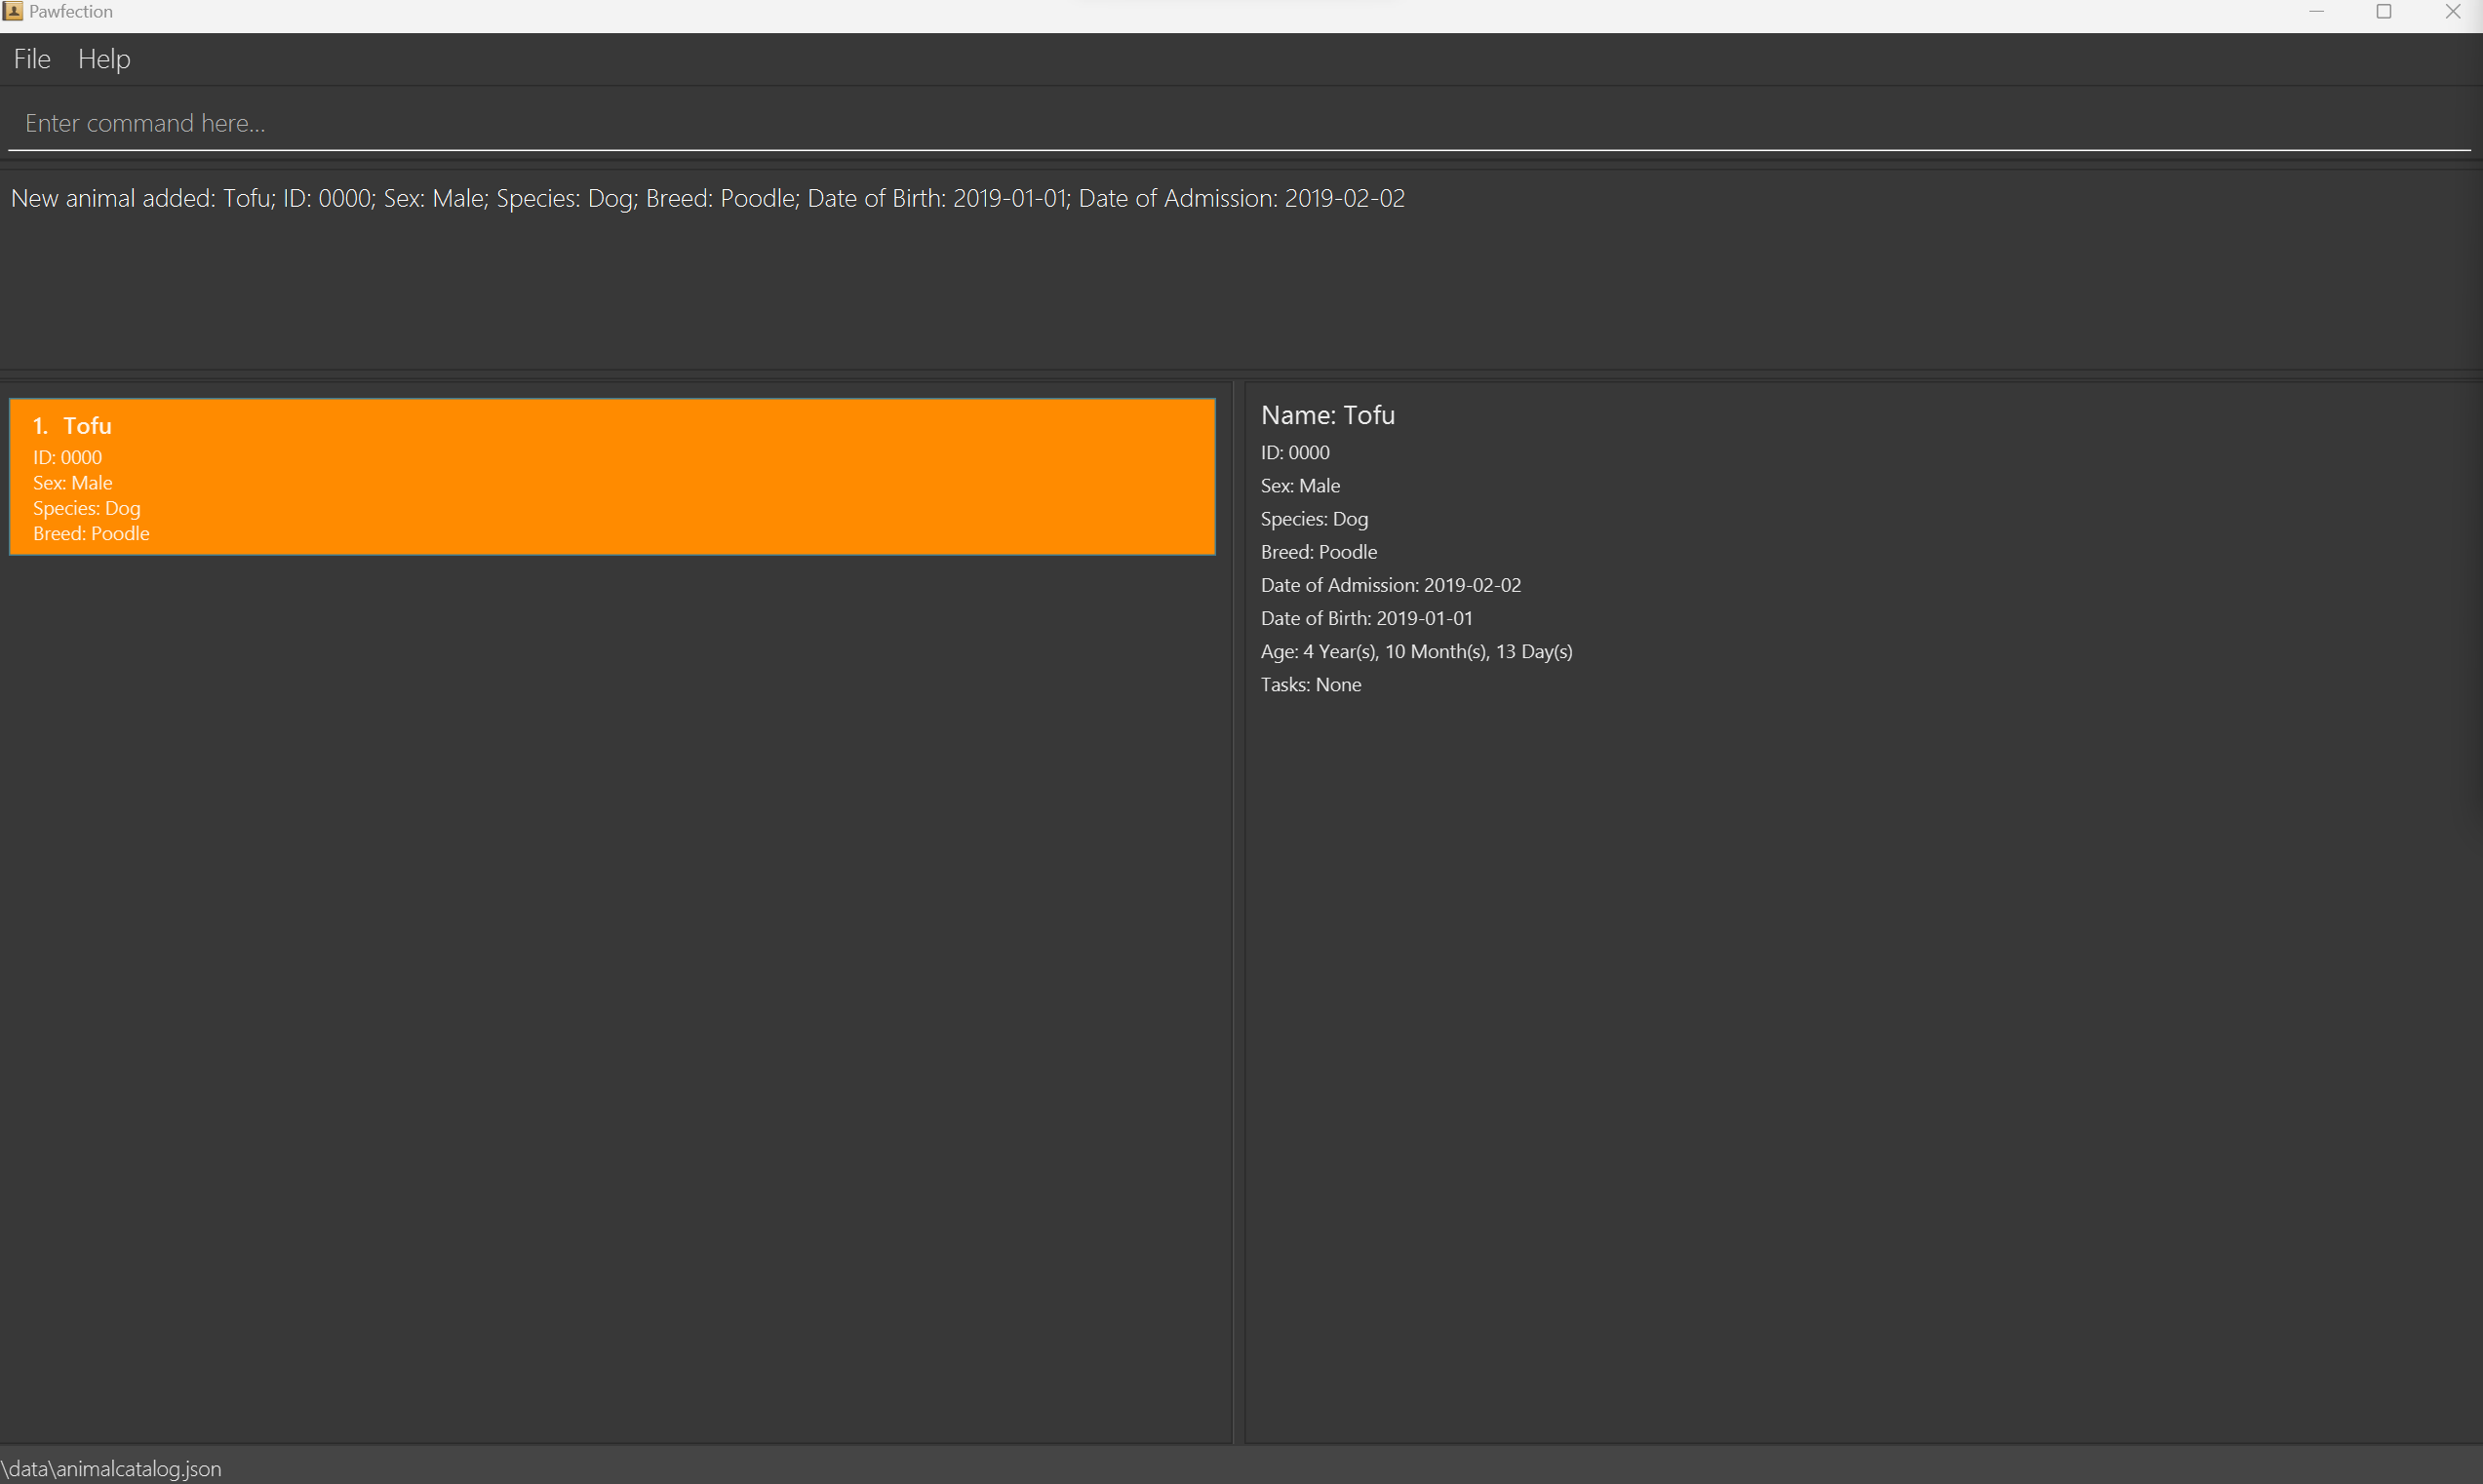 Pawfection
File Help
Enter command here...
New animal added: Tofu; ID: 0000; Sex: Male; Species: Dog; Breed: Poodle; Date of Birth: 2019-01-01; Date of Admission: 2019-02-02
1. Tofu
ID: 0000
Sex: Male
Species: Dog
Breed: Poodle
Name: Tofu
ID: 0000
Sex: Male
Species: Dog
Breed: Poodle
Date of Admission: 2019-02-02
Date of Birth: 2019-01-01
Age: 4 Year(s), 10 Month(s), 13 Day(s)
Tasks: None
\data\animalcatalog.json